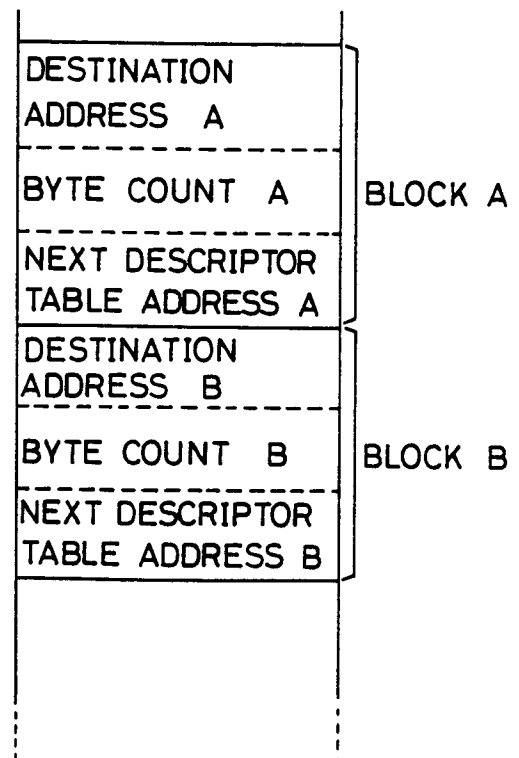 DESTINATION
ADDRESS A
BYTE COUNT A
BLOCK A
NEXT DESCRIPTOR
TABLE ADDRESS A
DESTINATION
ADDRESS B
BYTE COUNT B
BLOCK B
NEXT DESCRIPTOR
TABLE ADDRESS B